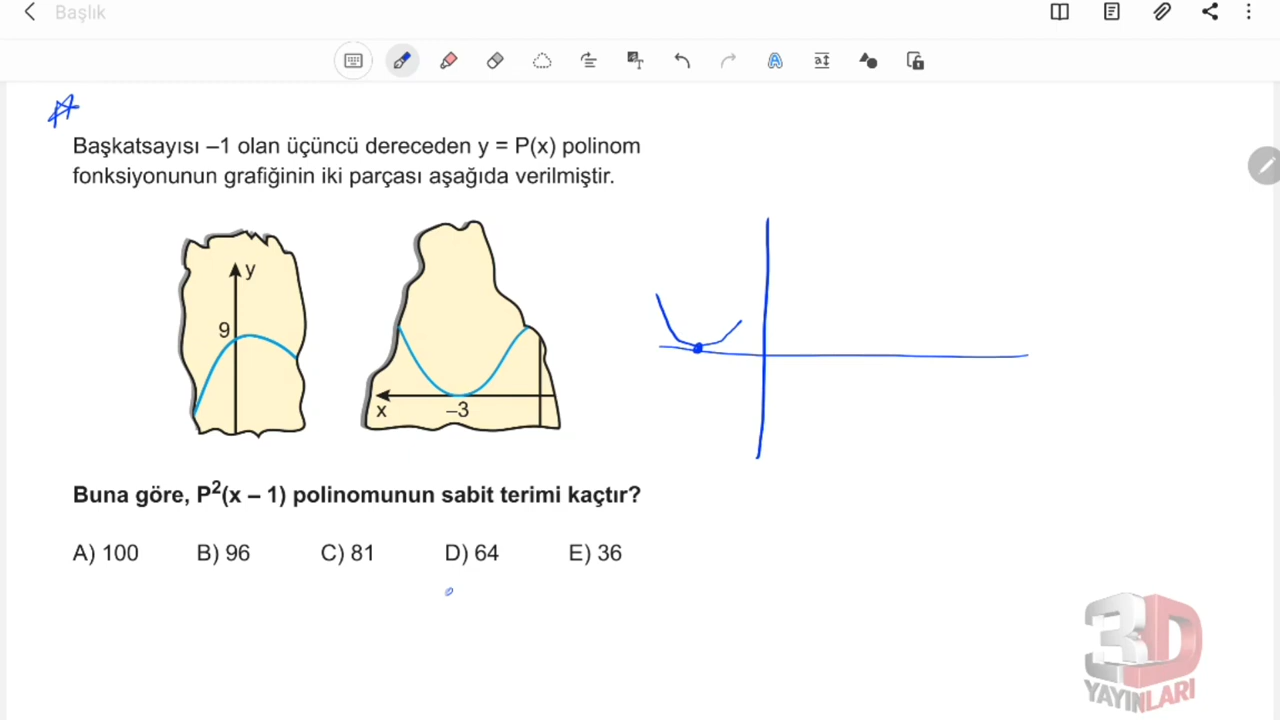 Başlık
Başkatsayısı –1 olan üçüncü dereceden y = P(x) polinom
fonksiyonunun grafiğinin iki parçası aşağıda verilmiştir.
y
9
x
–3
Buna göre, P²(x – 1) polinomunun sabit terimi kaçtır?
A) 100 B) 96 C) 81 D) 64 E) 36
3D
YAYINLARI